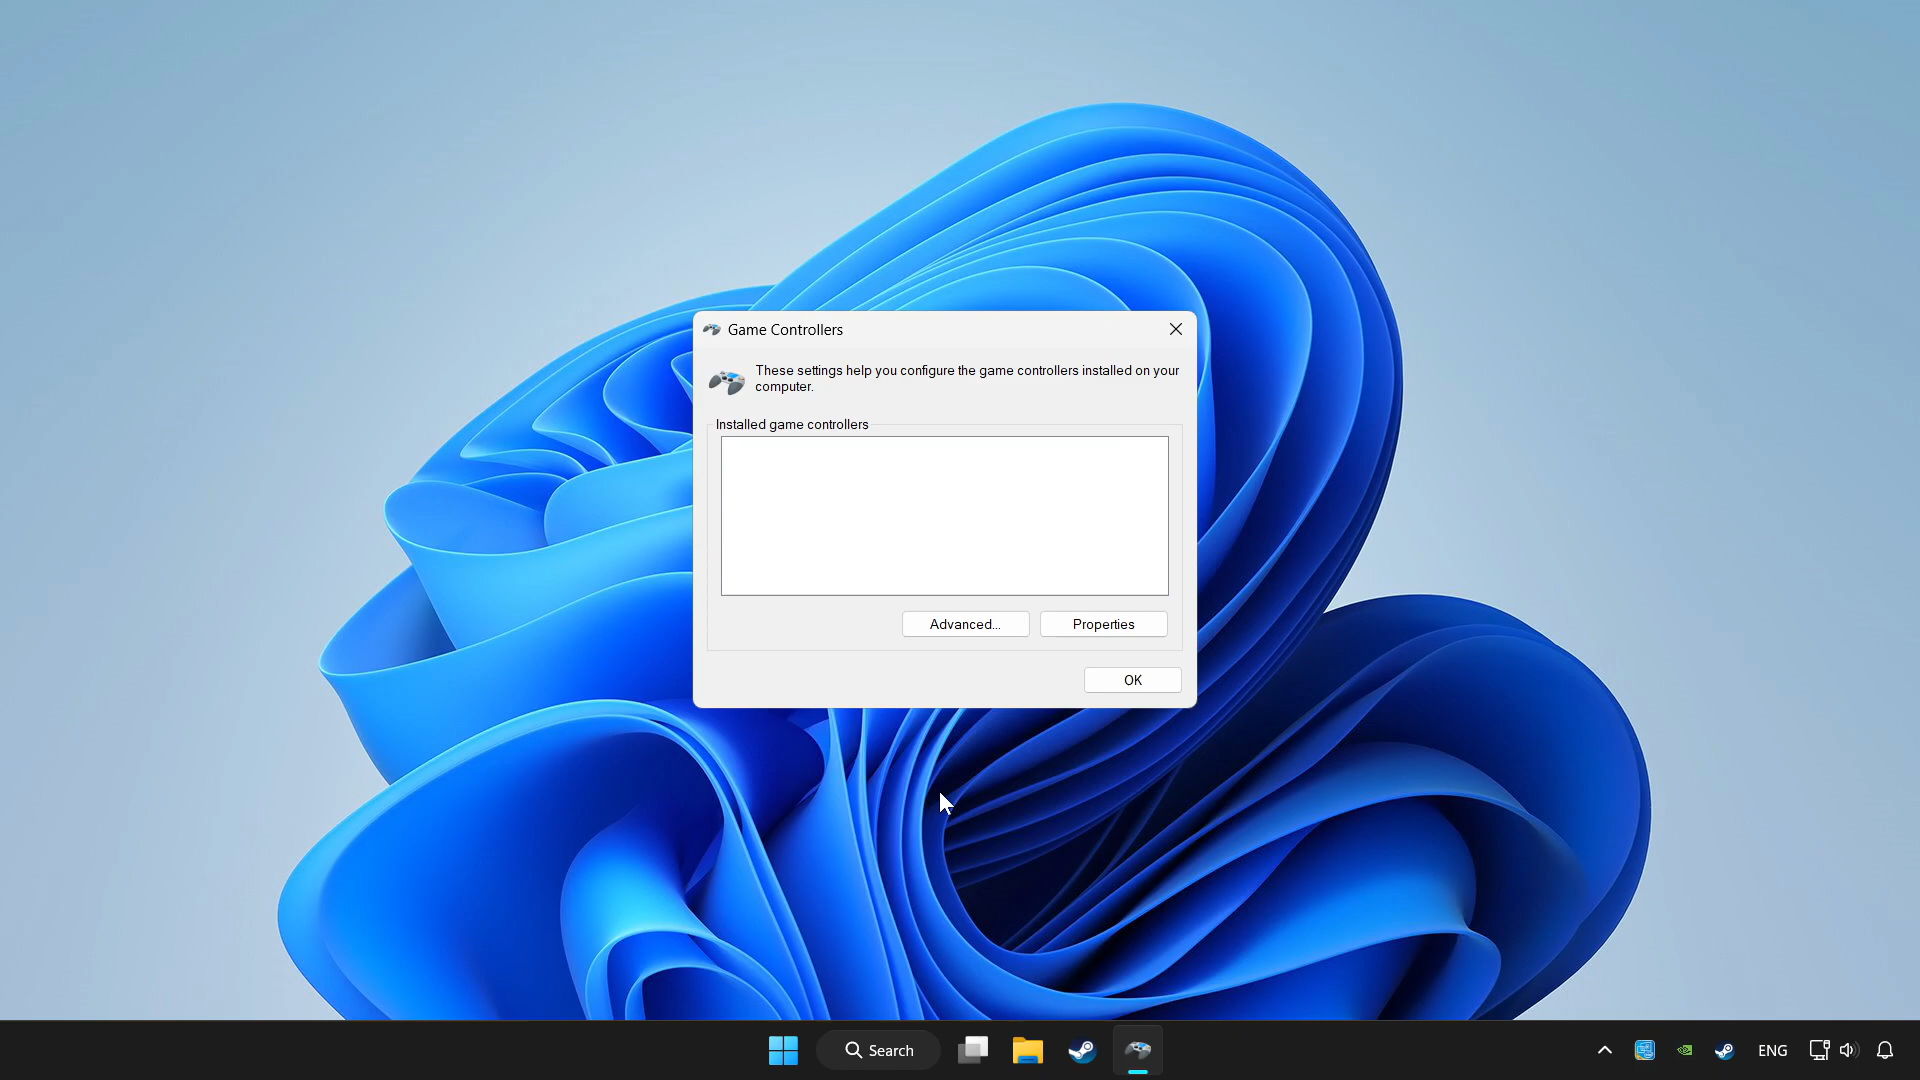 Game Controllers
These settings help you configure the game controllers installed on your
computer.
Installed game controllers
Advanced...
Properties
OK
Search
ENG